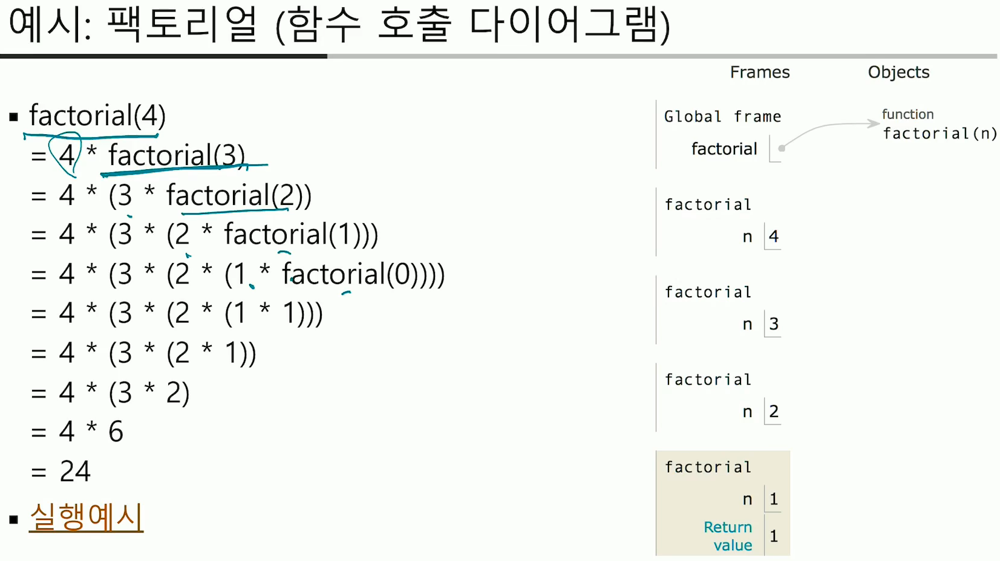 예시: 팩토리얼 (함수 호출 다이어그램)
▪ factorial(4)
= 4 * factorial(3)
= 4 * (3 * factorial(2))
= 4 * (3 * (2 * factorial(1)))
= 4 * (3 * (2 * (1 * factorial(0))))
= 4 * (3 * (2 * (1 * 1)))
= 4 * (3 * (2 * 1))
= 4 * (3 * 2)
= 4 * 6
= 24
▪ 실행예시
Frames Objects
Global frame
factorial
function
factorial(n)
factorial
n 4
factorial
n 3
factorial
n 2
factorial
n 1
Return
value 1